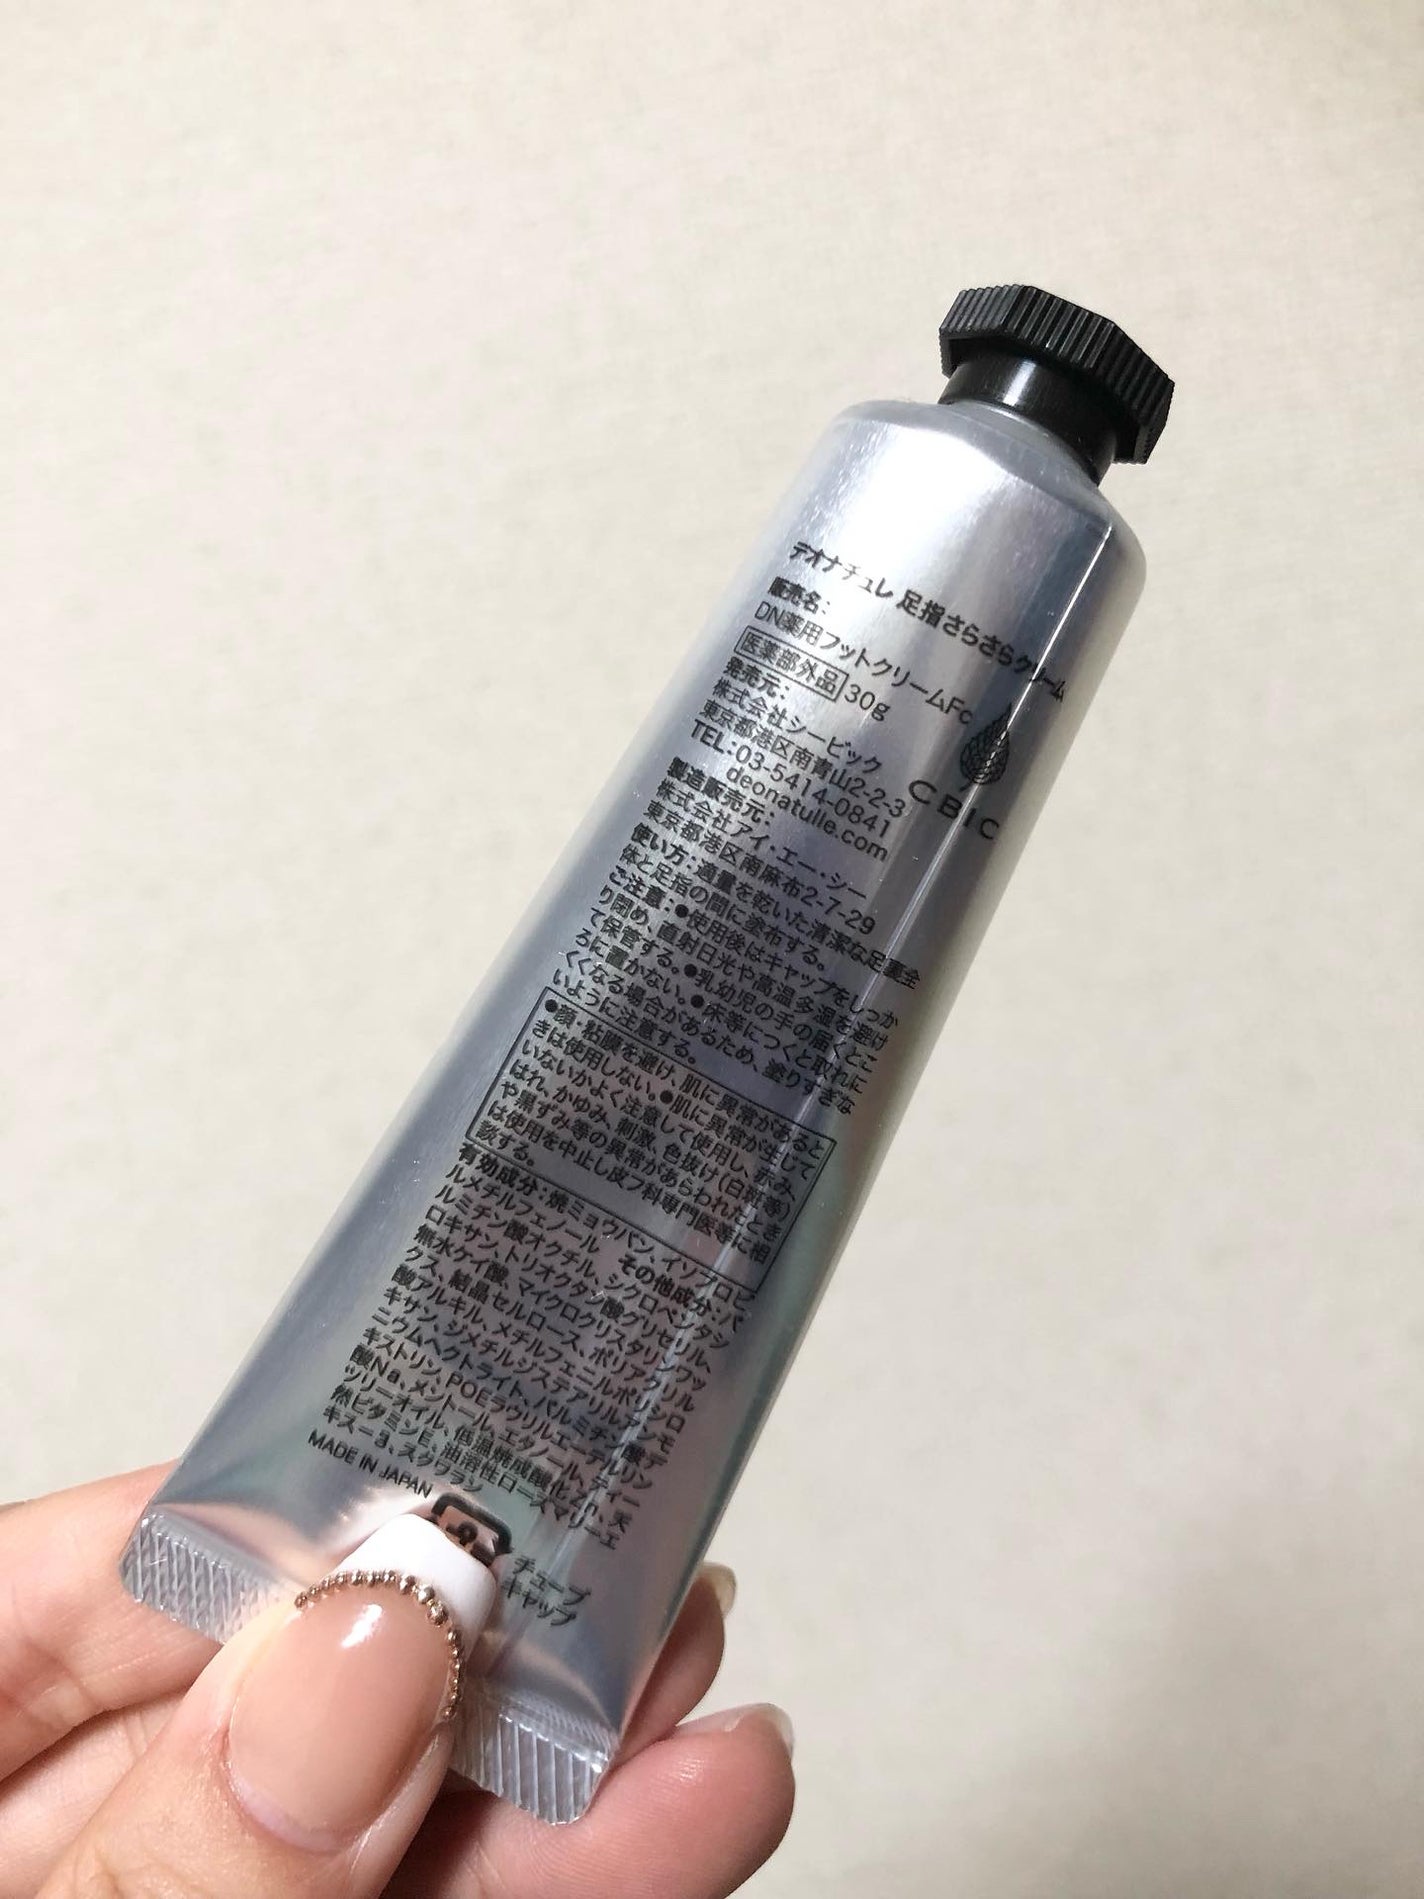 デオナチュレ 足指さらさらクリーム
販売名：
DN薬用フットクリームFc
医薬部外品 30g
発売元：
株式会社シービック
東京都港区南青山2-2-3
TEL：03-5414-0841
deonatulle.com
CBIC
製造販売元：
株式会社アイ・エー・シー
東京都港区南麻布2-7-29
使い方：適量を乾いた清潔な足裏全
体と足指の間に塗布する。
ご注意：●使用後はキャップをしっか
り閉め、直射日光や高温多湿を避け
て保管する。●乳幼児の手の届くとこ
ろに置かない。●床等につくと取れに
くくなる場合があるため、塗りすぎな
いように注意する。
●顔・粘膜を避け、肌に異常があると
きは使用しない。●肌に異常が生じて
いないかよく注意して使用し、赤み、
はれ、かゆみ、刺激、色抜け(白斑等)
や黒ずみ等の異常があらわれたとき
は使用を中止し皮フ科専門医等に相
談する。
有効成分：焼ミョウバン、イソプロピ
ルメチルフェノール その他成分：パ
ルミチン酸オクチル、シクロペンタシ
ロキサン、トリオクタン酸グリセリル、
無水ケイ酸、マイクロクリスタリンワッ
クス、結晶セルロース、ポリアクリル
酸アルキル、メチルフェニルポリシロ
キサン、ジメチルジステアリルアンモ
ニウムヘクトライト、パルミチン酸デ
キストリン、POEラウリルエーテルリン
酸Na、メントール、エタノール、ティー
ツリーオイル、低温焼成酸化Zn、天
然ビタミンE、油溶性ローズマリーエ
キス-a、スクワラン
MADE IN JAPAN
チューブ
キャップ